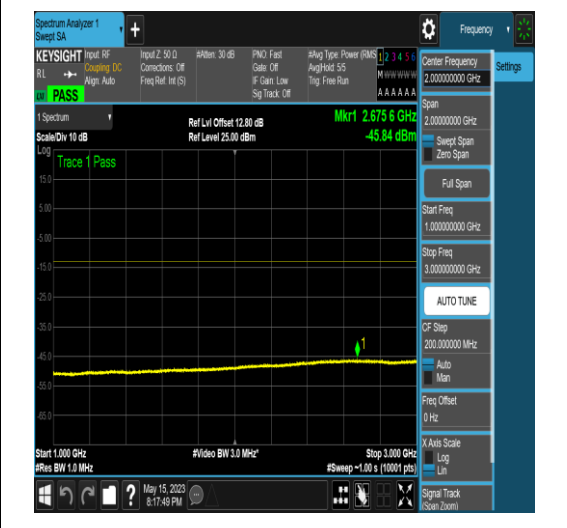 Spectrum Analyzer 1
Swept SA
+
Frequency
KEYSIGHT
RL
Input: RF
Coupling: DC
Align: Auto
Input Z: 50 Ω
Corrections: Off
Freq Ref: Int (S)
#Atten: 30 dB
PNO: Fast
Gate: Off
IF Gain: Low
Sig Track: Off
#Avg Type: Power (RMS
Avg|Hold: 5/5
Trig: Free Run
1 2 3 4 5 6
M W W W W W
A A A A A A
PASS
1 Spectrum
Scale/Div 10 dB
Ref Lvl Offset 12.80 dB
Ref Level 25.00 dBm
Mkr1 2.675 6 GHz
-45.84 dBm
Log
Trace 1 Pass
15.0
5.00
-5.00
-15.0
-25.0
-35.0
-45.0
-55.0
-65.0
1
Start 1.000 GHz
#Res BW 1.0 MHz
#Video BW 3.0 MHz*
Stop 3.000 GHz
#Sweep ~1.00 s (10001 pts)
May 15, 2023
8:17:49 PM
?
Center Frequency
2.000000000 GHz
Settings
Span
2.00000000 GHz
Swept Span
Zero Span
Full Span
Start Freq
1.000000000 GHz
Stop Freq
3.000000000 GHz
AUTO TUNE
CF Step
200.000000 MHz
Auto
Man
Freq Offset
0 Hz
X Axis Scale
Log
Lin
Signal Track
(Span Zoom)